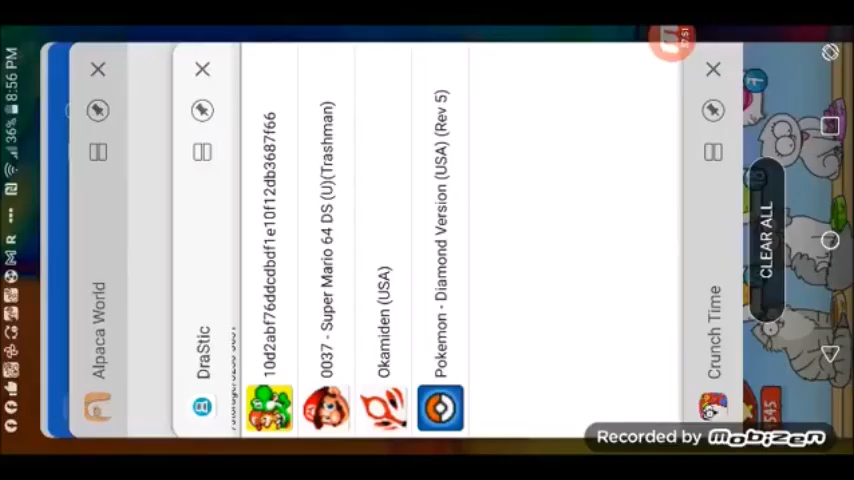 36% 8:56 PM
R
Alpaca World
DraStic
10d2abf76ddcdbdf1e10f12db3687f66
0037 - Super Mario 64 DS (U)(Trashman)
Okamiden (USA)
Pokemon - Diamond Version (USA) (Rev 5)
Crunch Time
CLEAR ALL
7
545
Recorded by mobizen